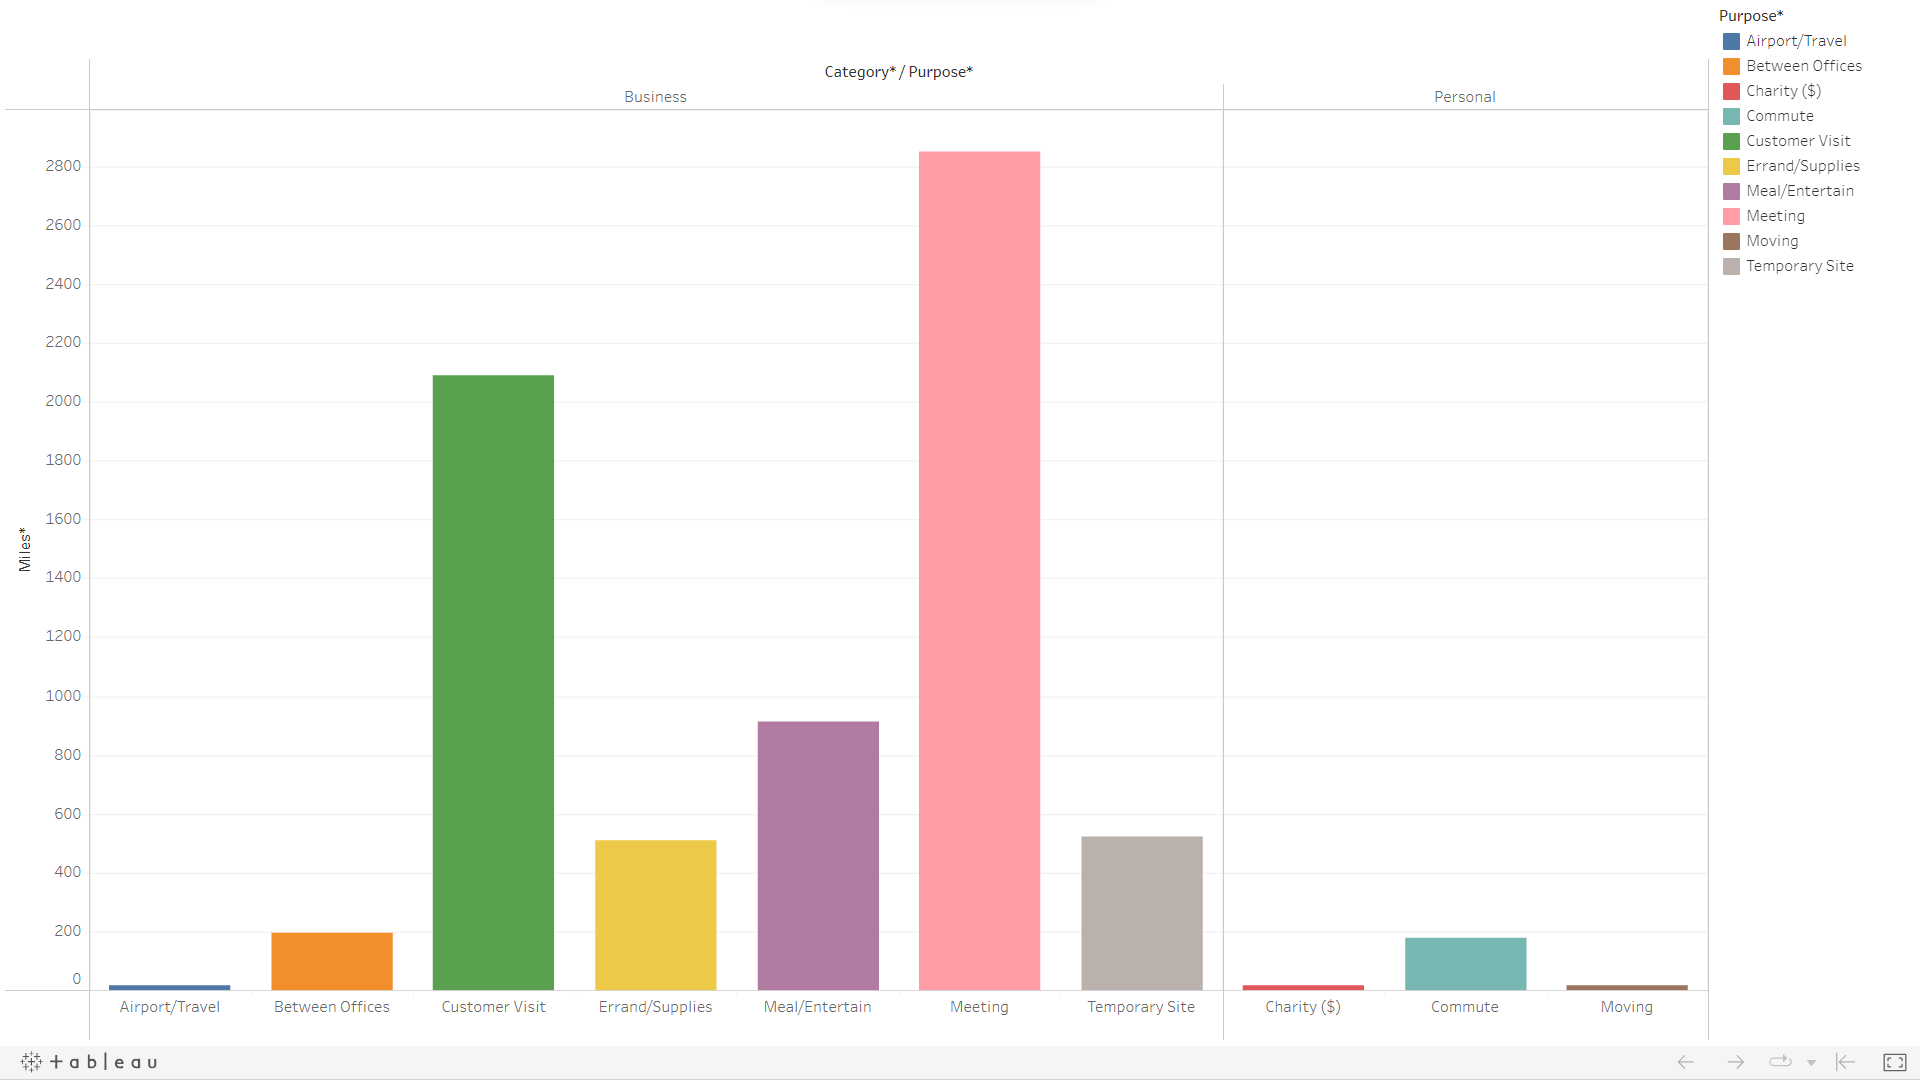 Category* / Purpose*
Business
Personal
Miles*
2800
2600
2400
2200
2000
1800
1600
1400
1200
1000
800
600
400
200
0
Airport/Travel
Between Offices
Customer Visit
Errand/Supplies
Meal/Entertain
Meeting
Temporary Site
Charity ($)
Commute
Moving
Purpose*
Airport/Travel
Between Offices
Charity ($)
Commute
Customer Visit
Errand/Supplies
Meal/Entertain
Meeting
Moving
Temporary Site
+ableau